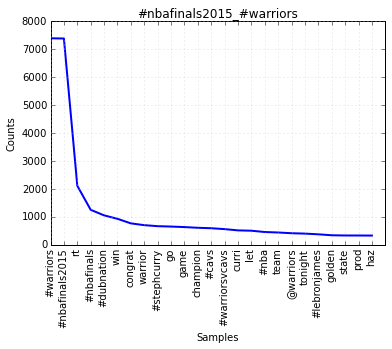 #nbafinals2015_#warriors
8000
7000
6000
5000
4000
3000
2000
1000
0
Counts
#warriors
#nbafinals2015
rt
#nbafinals
#dubnation
win
congrat
warrior
#stephcurry
go
game
champion
#cavs
#warriorsvcavs
curri
let
#nba
team
@warriors
tonight
#lebronjames
golden
state
prod
haz
Samples